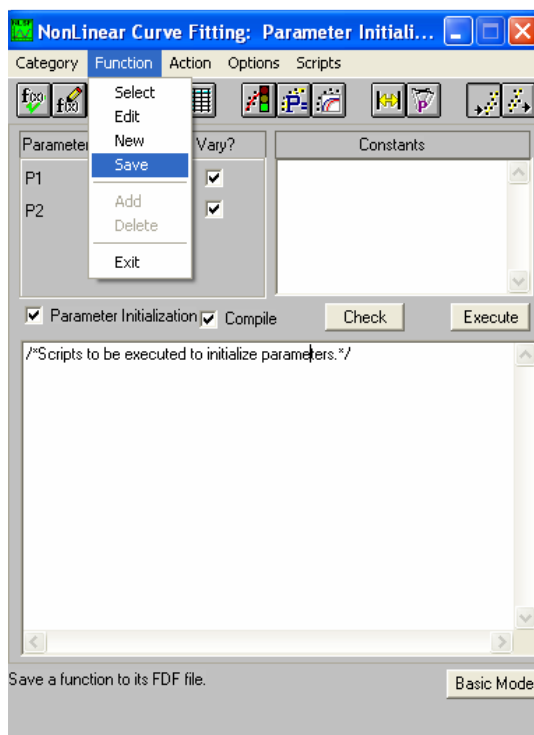 NonLinear Curve Fitting: Parameter Initiali...
Category Function Action Options Scripts
Select
Edit
New
Save
Add
Delete
Exit
Parameter Vary? Constants
P1
P2
Parameter Initialization Compile Check Execute
/*Scripts to be executed to initialize parameters.*/
Save a function to its FDF file. Basic Mode